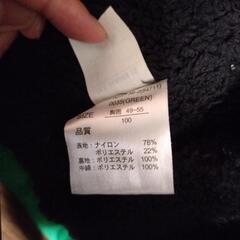 0035(GREEN)
SIZE 胸囲 49-55
100
品質
表地：ナイロン 78%
ポリエステル 22%
裏地：ポリエステル 100%
中綿：ポリエステル 100%